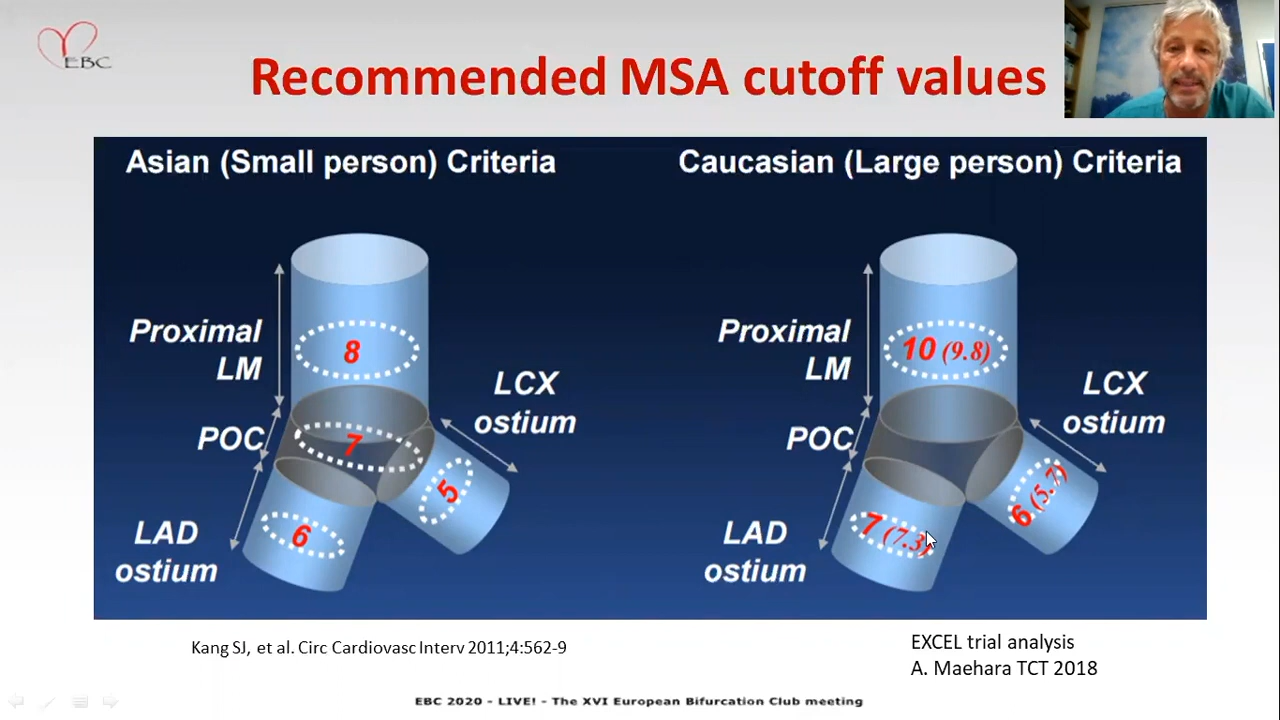 EBC
Recommended MSA cutoff values
Asian (Small person) Criteria
Proximal
LM
8
POC
7
LCX
ostium
5
LAD
ostium
6
Caucasian (Large person) Criteria
Proximal
LM
10 (9.8)
POC
LCX
ostium
6 (5.7)
LAD
ostium
7 (7.3)
Kang SJ, et al. Circ Cardiovasc Interv 2011;4:562-9
EXCEL trial analysis
A. Maehara TCT 2018
EBC 2020 - LIVE! - The XVI European Bifurcation Club meeting